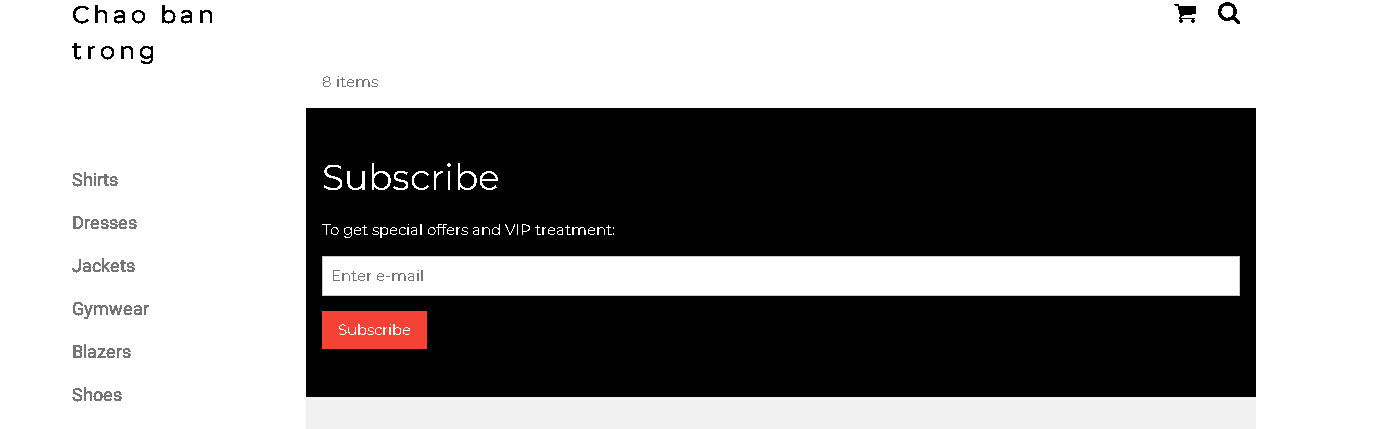 Chao ban
trong
8 items
Shirts
Dresses
Jackets
Gymwear
Blazers
Shoes
Subscribe
To get special offers and VIP treatment:
Enter e-mail
Subscribe